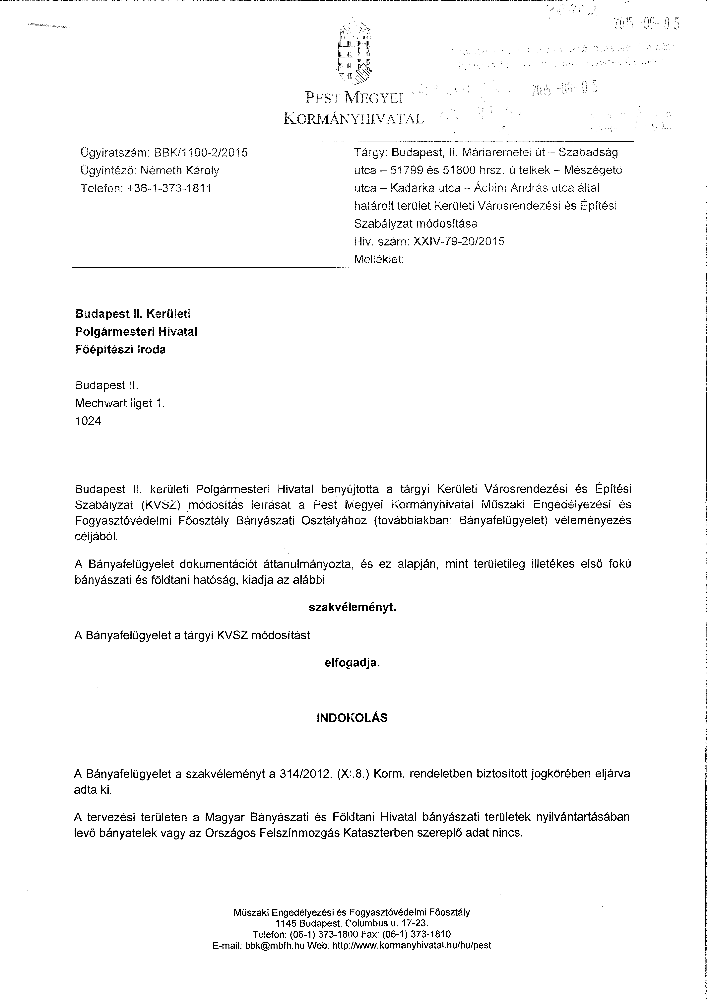 48952
2015 -06- 05
Polgármesteri Hivatal
Központi Ügyviteli Csoport
2015 -06- 05
PEST MEGYEI
KORMÁNYHIVATAL
XXIV 79 45
2402
Ügyiratszám: BBK/1100-2/2015
Ügyintéző: Németh Károly
Telefon: +36-1-373-1811
Tárgy: Budapest, II. Máriaremetei út – Szabadság
utca – 51799 és 51800 hrsz.-ú telkek – Mészégető
utca – Kadarka utca – Áchim András utca által
határolt terület Kerületi Városrendezési és Építési
Szabályzat módosítása
Hiv. szám: XXIV-79-20/2015
Melléklet:
Budapest II. Kerületi
Polgármesteri Hivatal
Főépítészi Iroda
Budapest II.
Mechwart liget 1.
1024
Budapest II. kerületi Polgármesteri Hivatal benyújtotta a tárgyi Kerületi Városrendezési és Építési
Szabályzat (KVSZ) módosítás leírását a Pest Megyei Kormányhivatal Műszaki Engedélyezési és
Fogyasztóvédelmi Főosztály Bányászati Osztályához (továbbiakban: Bányafelügyelet) véleményezés
céljából.
A Bányafelügyelet dokumentációt áttanulmányozta, és ez alapján, mint területileg illetékes első fokú
bányászati és földtani hatóság, kiadja az alábbi
szakvéleményt.
A Bányafelügyelet a tárgyi KVSZ módosítást
elfogadja.
INDOKOLÁS
A Bányafelügyelet a szakvéleményt a 314/2012. (XI.8.) Korm. rendeletben biztosított jogkörében eljárva
adta ki.
A tervezési területen a Magyar Bányászati és Földtani Hivatal bányászati területek nyilvántartásában
levő bányatelek vagy az Országos Felszínmozgás Kataszterben szereplő adat nincs.
Műszaki Engedélyezési és Fogyasztóvédelmi Főosztály
1145 Budapest, Columbus u. 17-23.
Telefon: (06-1) 373-1800 Fax: (06-1) 373-1810
E-mail: bbk@mbfh.hu Web: http://www.kormanyhivatal.hu/hu/pest